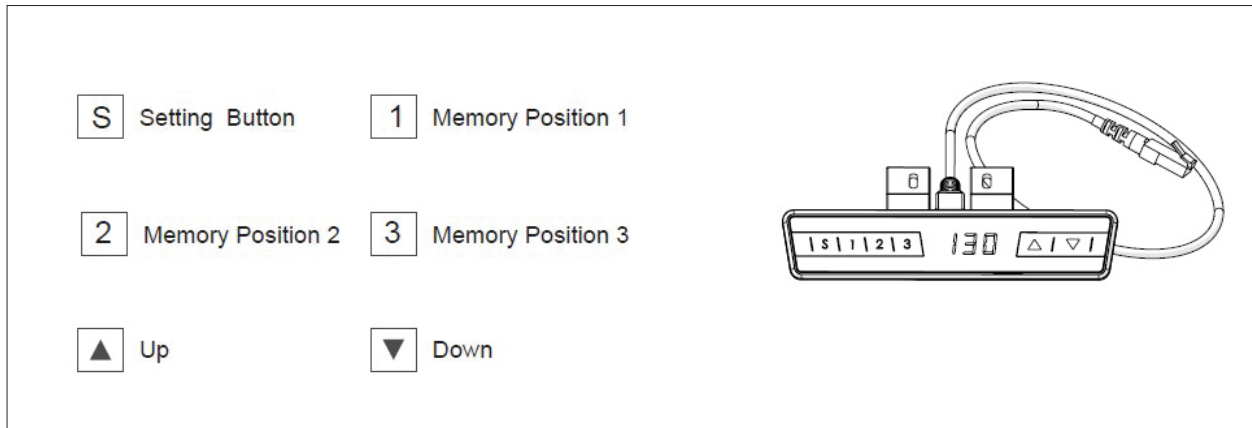 S Setting Button 1 Memory Position 1
2 Memory Position 2 3 Memory Position 3
▲ Up ▼ Down
S 1 2 3 130 △ ▽